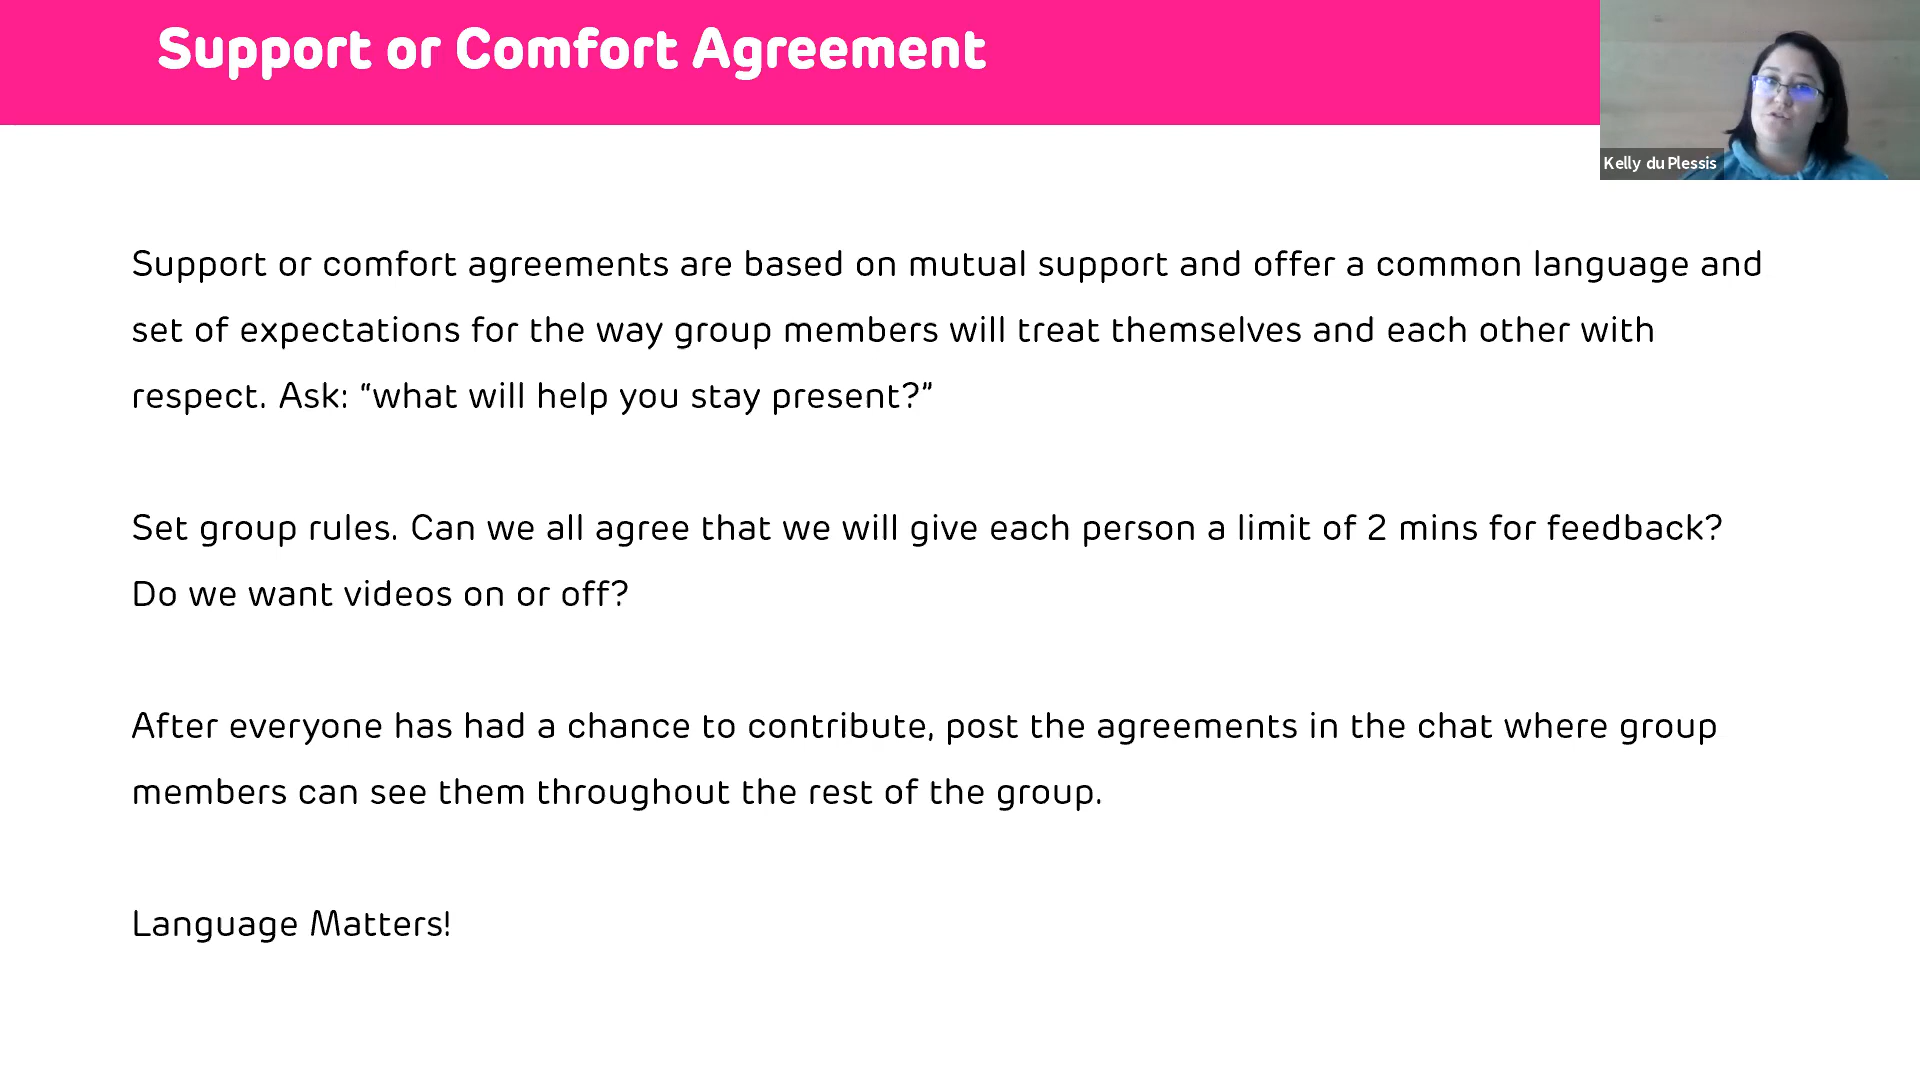 Support or Comfort Agreement
Kelly du Plessis
Support or comfort agreements are based on mutual support and offer a common language and
set of expectations for the way group members will treat themselves and each other with
respect. Ask: “what will help you stay present?”
Set group rules. Can we all agree that we will give each person a limit of 2 mins for feedback?
Do we want videos on or off?
After everyone has had a chance to contribute, post the agreements in the chat where group
members can see them throughout the rest of the group.
Language Matters!